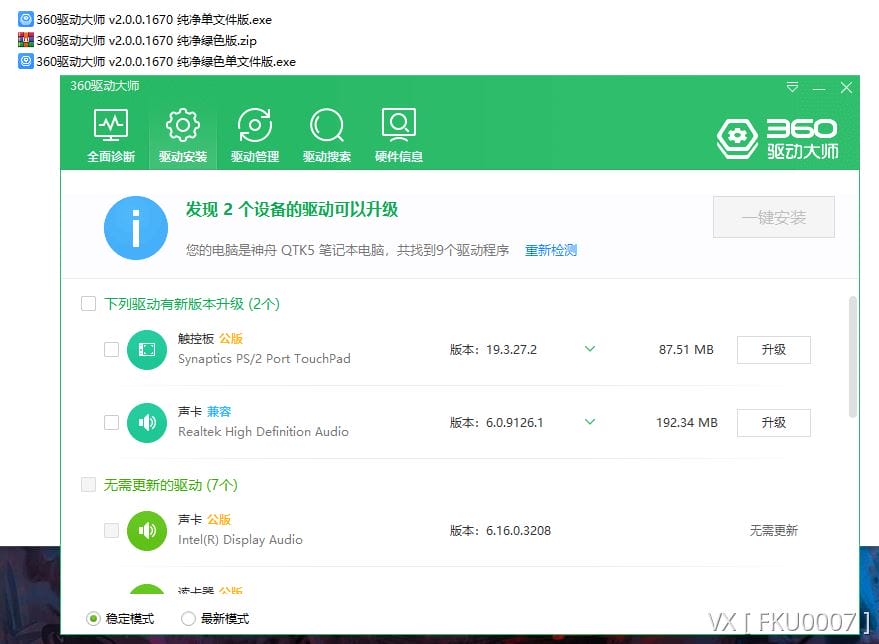 360驱动大师 v2.0.0.1670 纯净单文件版.exe
360驱动大师 v2.0.0.1670 纯净绿色版.zip
360驱动大师 v2.0.0.1670 纯净绿色单文件版.exe
360驱动大师
全面诊断 驱动安装 驱动管理 驱动搜索 硬件信息
360
驱动大师
发现 2 个设备的驱动可以升级
一键安装
您的电脑是神舟 QTK5 笔记本电脑，共找到9个驱动程序 重新检测
下列驱动有新版本升级 (2个)
触控板 公版
Synaptics PS/2 Port TouchPad
版本：19.3.27.2 87.51 MB 升级
声卡 兼容
Realtek High Definition Audio
版本：6.0.9126.1 192.34 MB 升级
无需更新的驱动 (7个)
声卡 公版
Intel(R) Display Audio
版本：6.16.0.3208 无需更新
读卡器 公版
稳定模式 最新模式
VX [ FKU0007 ]